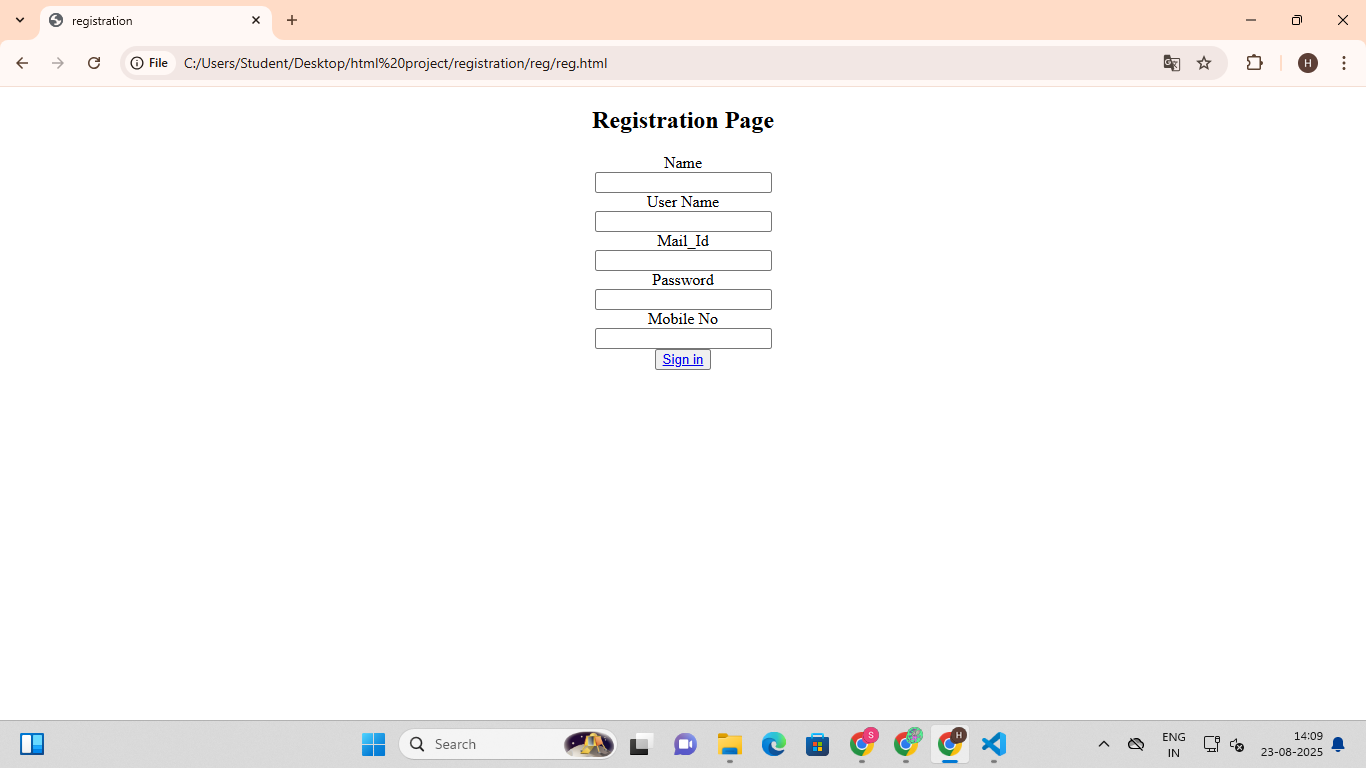 registration
File
C:/Users/Student/Desktop/html%20project/registration/reg/reg.html
H
Registration Page
Name
User Name
Mail_Id
Password
Mobile No
Sign in
Search
S
H
ENG
IN
14:09
23-08-2025